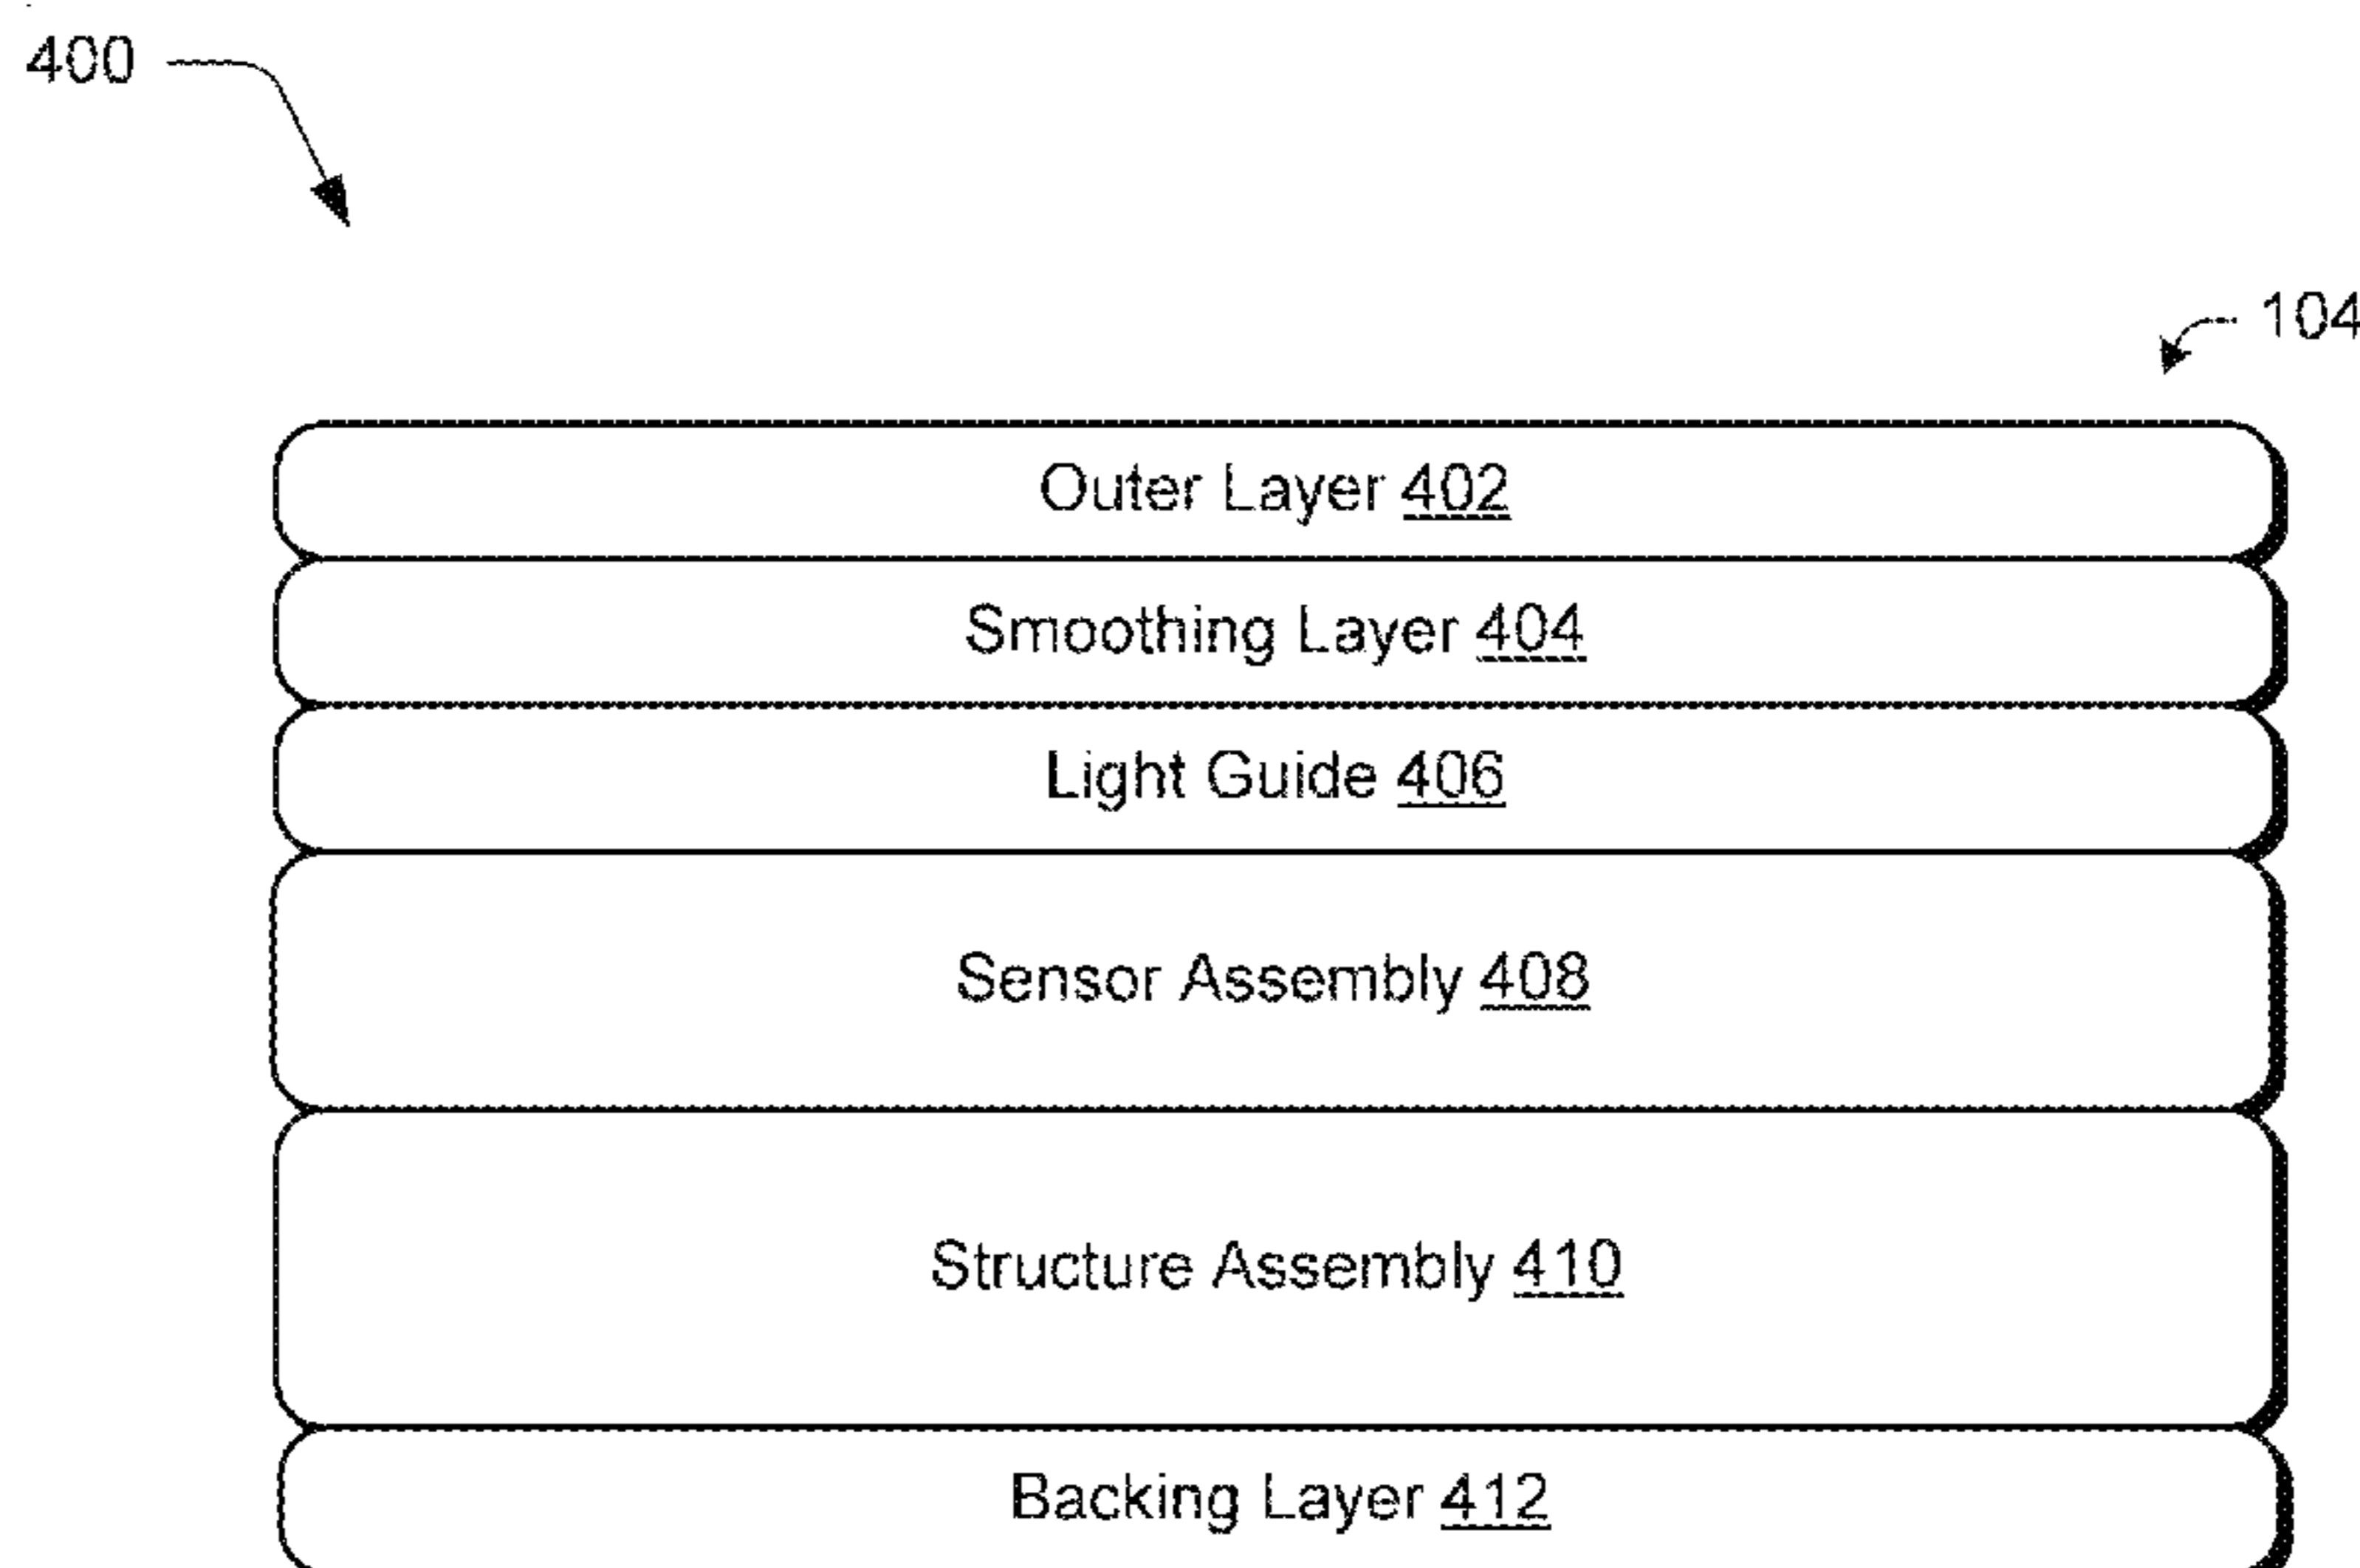 400
104
Outer Layer 402
Smoothing Layer 404
Light Guide 406
Sensor Assembly 408
Structure Assembly 410
Backing Layer 412